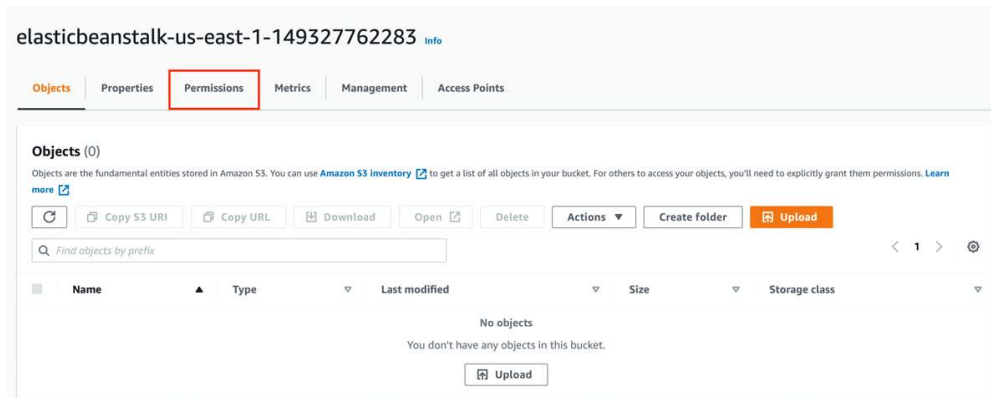 elasticbeanstalk-us-east-1-149327762283 Info
Objects Properties Permissions Metrics Management Access Points
Objects (0)
Objects are the fundamental entities stored in Amazon S3. You can use Amazon S3 inventory to get a list of all objects in your bucket. For others to access your objects, you'll need to explicitly grant them permissions. Learn
more
Copy S3 URI Copy URL Download Open Delete Actions Create folder Upload
Find objects by prefix 1
Name Type Last modified Size Storage class
No objects
You don't have any objects in this bucket.
Upload